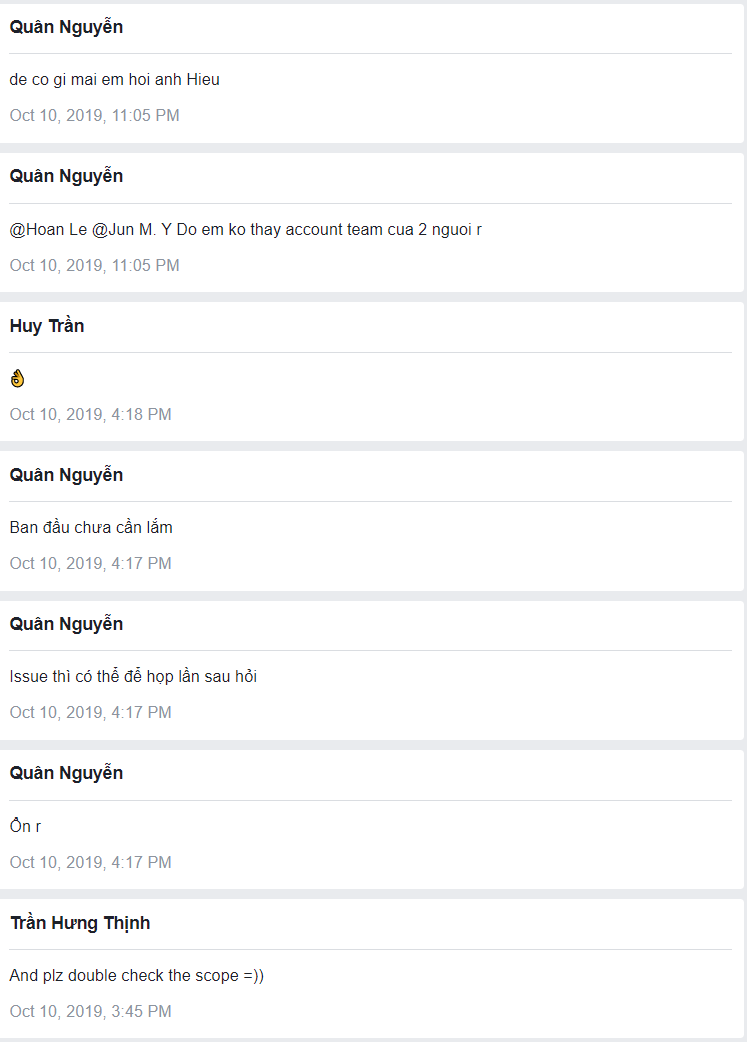 Quân Nguyễn
de co gi mai em hoi anh Hieu
Oct 10, 2019, 11:05 PM
Quân Nguyễn
@Hoan Le @Jun M. Y Do em ko thay account team cua 2 nguoi r
Oct 10, 2019, 11:05 PM
Huy Trần
👌
Oct 10, 2019, 4:18 PM
Quân Nguyễn
Ban đầu chưa cần lắm
Oct 10, 2019, 4:17 PM
Quân Nguyễn
Issue thì có thể để họp lần sau hỏi
Oct 10, 2019, 4:17 PM
Quân Nguyễn
Ổn r
Oct 10, 2019, 4:17 PM
Trần Hưng Thịnh
And plz double check the scope =))
Oct 10, 2019, 3:45 PM